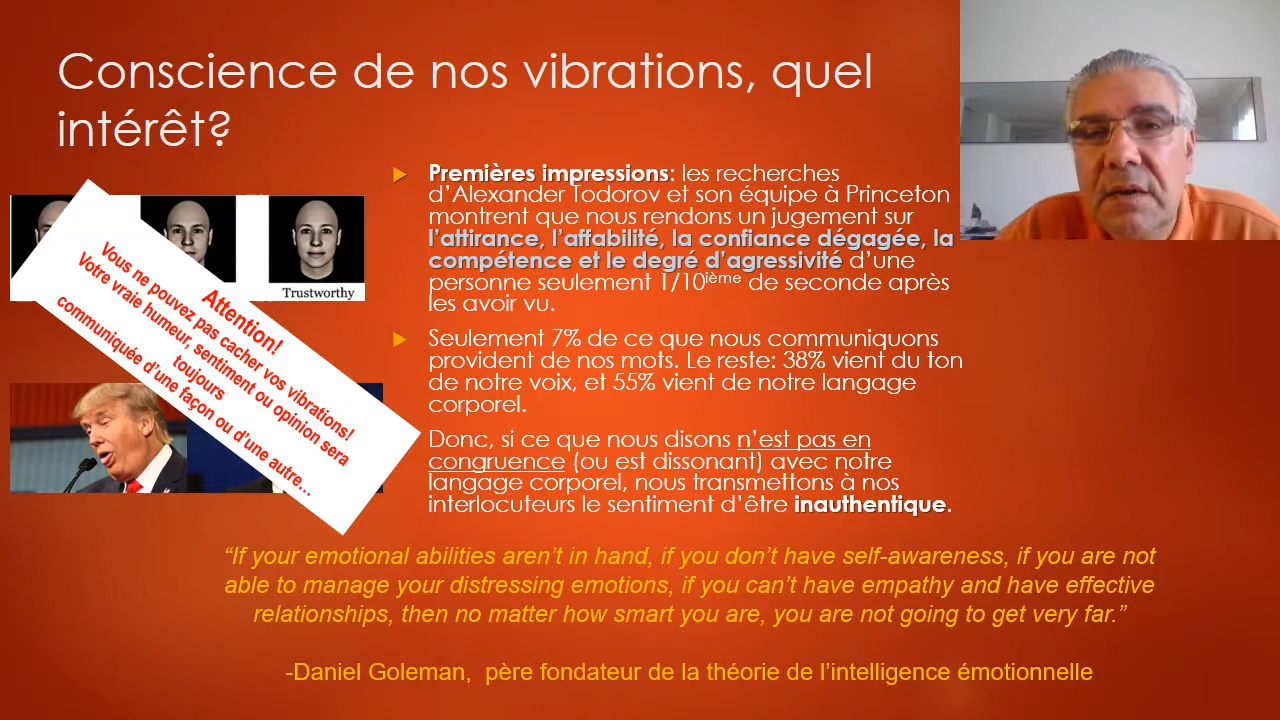 Conscience de nos vibrations, quel
intérêt?
Premières impressions: les recherches
d’Alexander Todorov et son équipe à Princeton
montrent que nous rendons un jugement sur
l’attirance, l’affabilité, la confiance dégagée, la
compétence et le degré d’agressivité d’une
personne seulement 1/10ième de seconde après
les avoir vu.
Seulement 7% de ce que nous communiquons
provident de nos mots. Le reste: 38% vient du ton
de notre voix, et 55% vient de notre langage
corporel.
Donc, si ce que nous disons n’est pas en
congruence (ou est dissonant) avec notre
langage corporel, nous transmettons à nos
interlocuteurs le sentiment d’être inauthentique.
Trustworthy
Attention!
Vous ne pouvez pas cacher vos vibrations!
Votre vraie humeur, sentiment ou opinion sera
toujours
communiquée d’une façon ou d’une autre…
“If your emotional abilities aren’t in hand, if you don’t have self-awareness, if you are not
able to manage your distressing emotions, if you can’t have empathy and have effective
relationships, then no matter how smart you are, you are not going to get very far.”
-Daniel Goleman, père fondateur de la théorie de l’intelligence émotionnelle